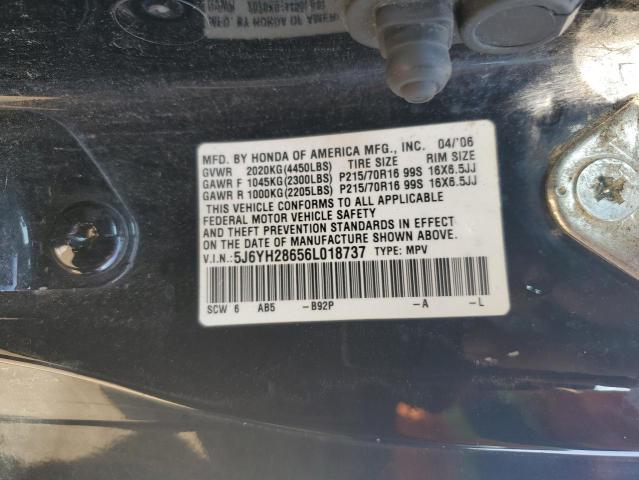 MFD. BY HONDA OF AMERICA MFG., INC. 04/'06
GVWR 2020KG(4450LBS) TIRE SIZE RIM SIZE
GAWR F 1045KG(2300LBS) P215/70R16 99S 16X6.5JJ
GAWR R 1000KG(2205LBS) P215/70R16 99S 16X6.5JJ
THIS VEHICLE CONFORMS TO ALL APPLICABLE
FEDERAL MOTOR VEHICLE SAFETY
AND THEFT PREVENTION STANDARDS IN EFFECT
ON THE DATE OF MANUFACTURE SHOWN ABOVE.
V.I.N.: 5J6YH28656L018737 TYPE: MPV
SCW 6 AB5 -B92P -A -L